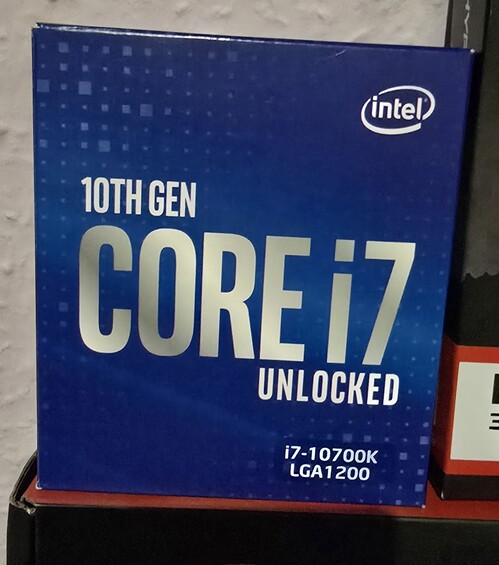 intel
10TH GEN
CORE i7
UNLOCKED
i7-10700K
LGA1200